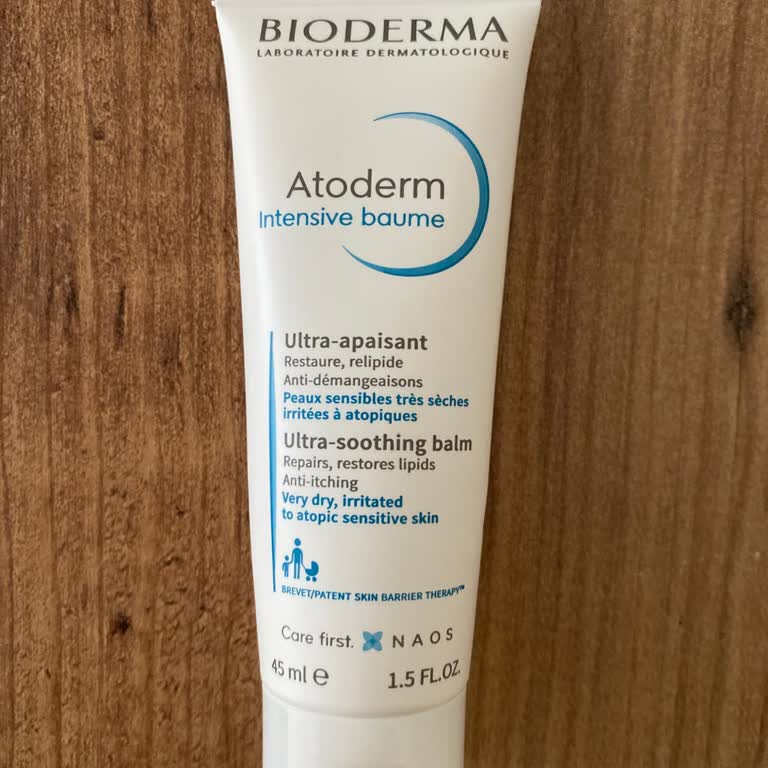 BIODERMA
LABORATOIRE DERMATOLOGIQUE
Atoderm
Intensive baume
Ultra-apaisant
Restaure, relipide
Anti-démangeaisons
Peaux sensibles très sèches
irritées à atopiques
Ultra-soothing balm
Repairs, restores lipids
Anti-itching
Very dry, irritated
to atopic sensitive skin
BREVET/PATENT SKIN BARRIER THERAPY™
Care first. NAOS
45 ml ℮ 1.5 FL.OZ.